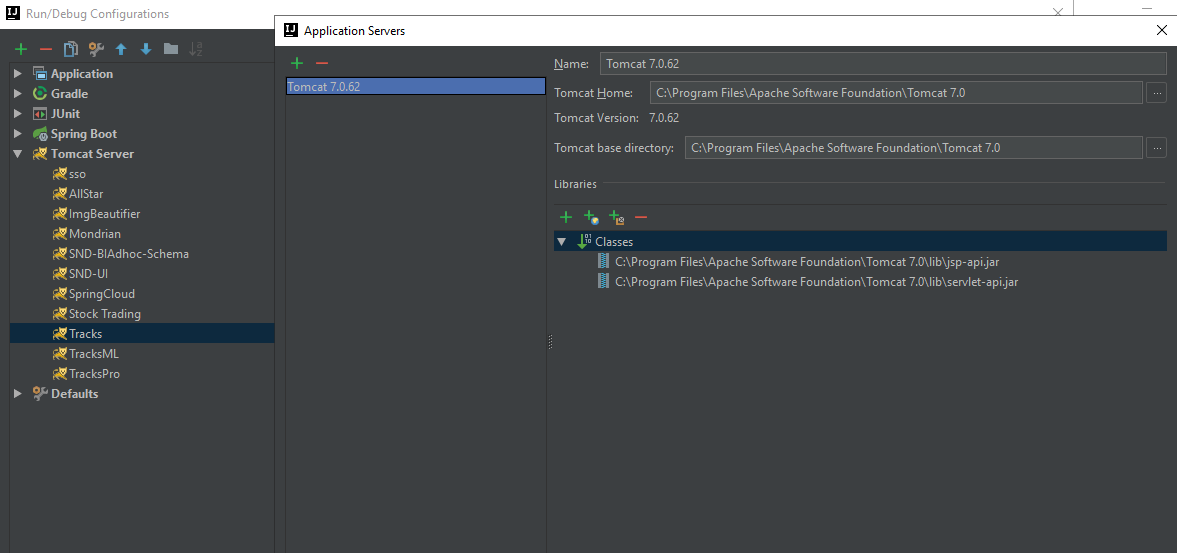 Run/Debug Configurations
Application
Gradle
JUnit
Spring Boot
Tomcat Server
sso
AllStar
ImgBeautifier
Mondrian
SND-BIAdhoc-Schema
SND-UI
SpringCloud
Stock Trading
Tracks
TracksML
TracksPro
Defaults
Application Servers
Tomcat 7.0.62
Name: Tomcat 7.0.62
Tomcat Home: C:\Program Files\Apache Software Foundation\Tomcat 7.0 ...
Tomcat Version: 7.0.62
Tomcat base directory: C:\Program Files\Apache Software Foundation\Tomcat 7.0 ...
Libraries
Classes
C:\Program Files\Apache Software Foundation\Tomcat 7.0\lib\jsp-api.jar
C:\Program Files\Apache Software Foundation\Tomcat 7.0\lib\servlet-api.jar